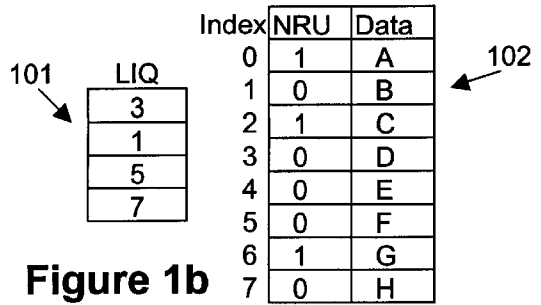 Index NRU Data
0 1 A
101 LIQ 1 0 B 102
3 2 1 C
1 3 0 D
5 4 0 E
7 5 0 F
6 1 G
Figure 1b 7 0 H